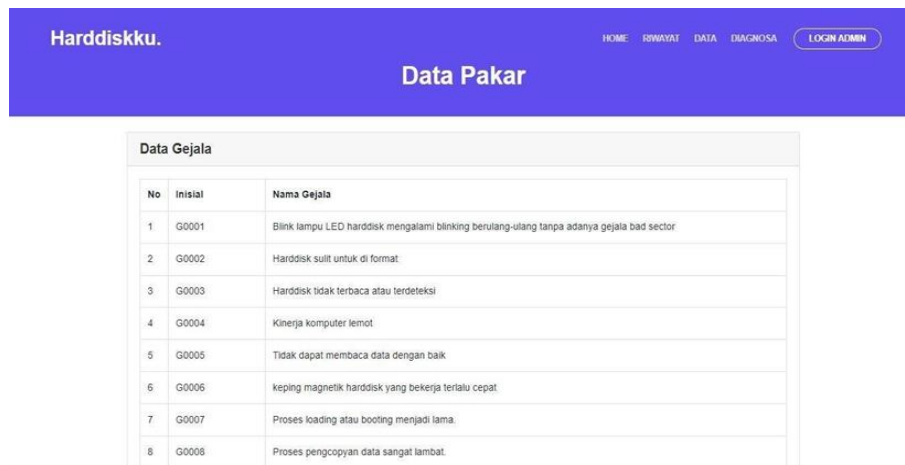 Harddiskku.
HOME RIWAYAT DATA DIAGNOSA LOGIN ADMIN
Data Pakar
Data Gejala
No Inisial Nama Gejala
1 G0001 Blink lampu LED harddisk mengalami blinking berulang-ulang tanpa adanya gejala bad sector
2 G0002 Harddisk sulit untuk di format
3 G0003 Harddisk tidak terbaca atau terdeteksi
4 G0004 Kinerja komputer lemot
5 G0005 Tidak dapat membaca data dengan baik
6 G0006 keping magnetik harddisk yang bekerja terlalu cepat
7 G0007 Proses loading atau booting menjadi lama.
8 G0008 Proses pengcopyan data sangat lambat.